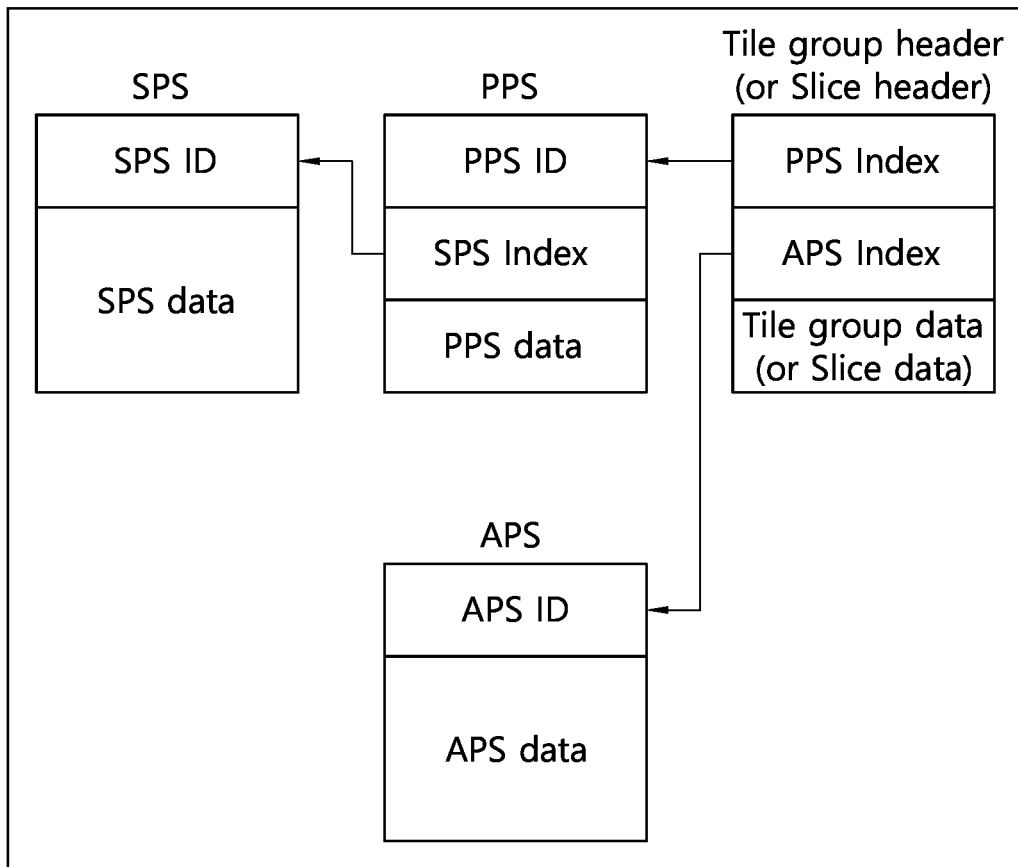 SPS
SPS ID
SPS data
PPS
PPS ID
SPS Index
PPS data
Tile group header
(or Slice header)
PPS Index
APS Index
Tile group data
(or Slice data)
APS
APS ID
APS data